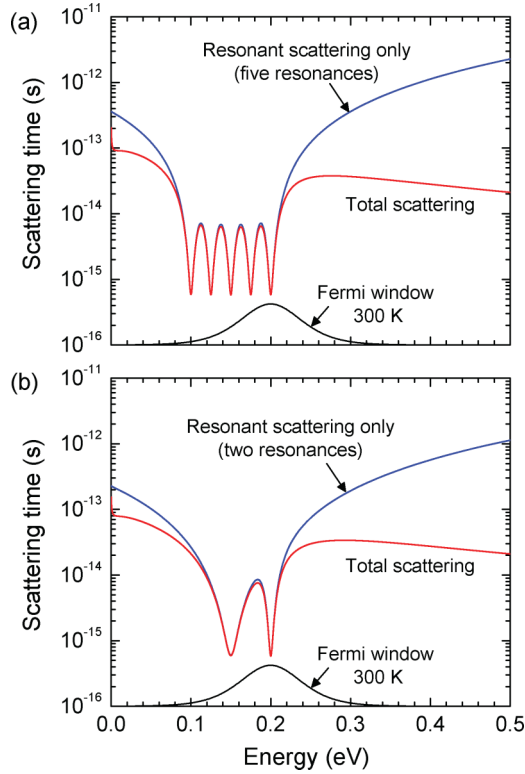 (a)
10⁻¹¹
10⁻¹²
10⁻¹³
10⁻¹⁴
10⁻¹⁵
10⁻¹⁶
Scattering time (s)
Resonant scattering only
(five resonances)
Total scattering
Fermi window
300 K
(b)
10⁻¹¹
10⁻¹²
10⁻¹³
10⁻¹⁴
10⁻¹⁵
10⁻¹⁶
Scattering time (s)
Resonant scattering only
(two resonances)
Total scattering
Fermi window
300 K
0.0 0.1 0.2 0.3 0.4 0.5
Energy (eV)